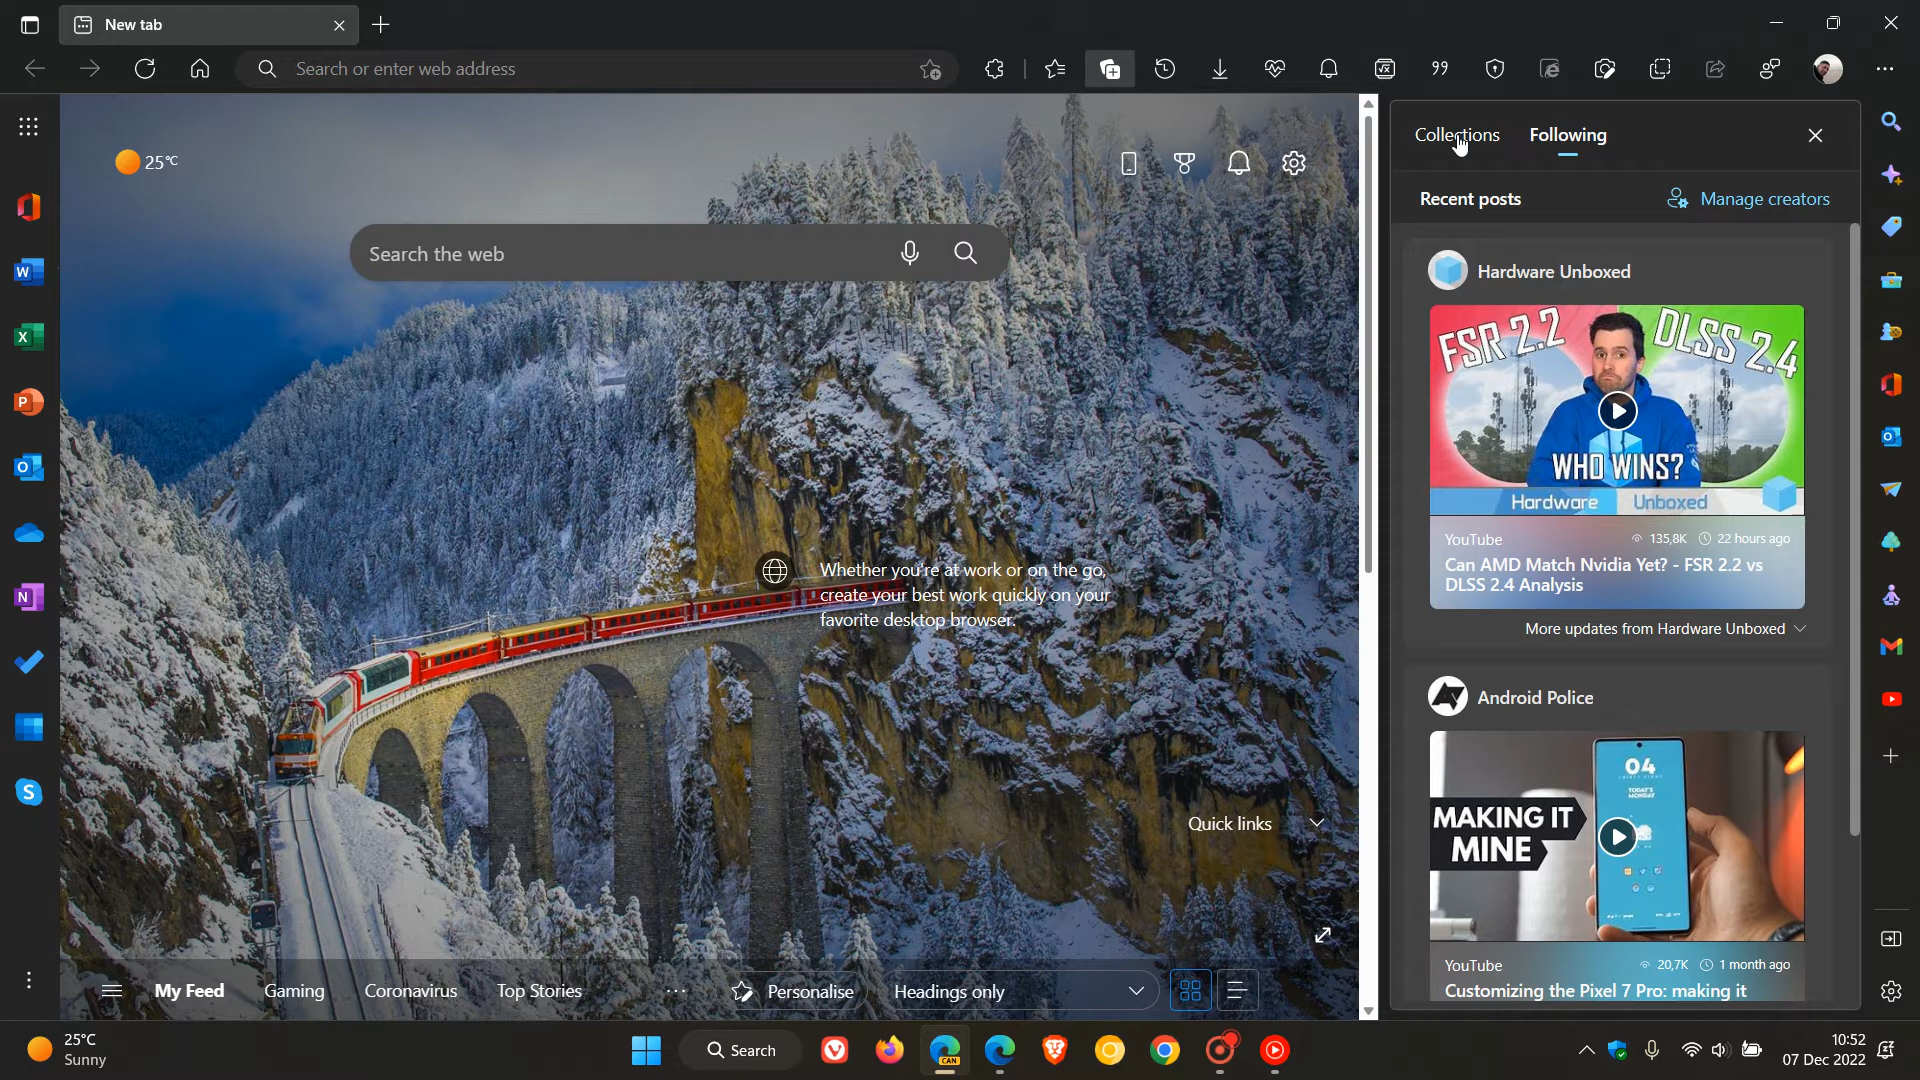 New tab
Search or enter web address
25°C
Search the web
Whether you're at work or on the go,
create your best work quickly on your
favorite desktop browser.
Quick links
My Feed
Gaming
Coronavirus
Top Stories
Personalise
Headings only
Collections
Following
Recent posts
Manage creators
Hardware Unboxed
FSR 2.2
DLSS 2.4
WHO WINS?
Hardware Unboxed
YouTube
135,8K
22 hours ago
Can AMD Match Nvidia Yet? - FSR 2.2 vs
DLSS 2.4 Analysis
More updates from Hardware Unboxed
Android Police
MAKING IT
MINE
04
TODAY'S
MONDAY
YouTube
20,7K
1 month ago
Customizing the Pixel 7 Pro: making it
25°C
Sunny
Search
CAN
10:52
07 Dec 2022